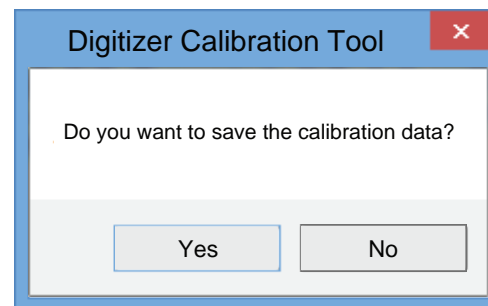 Digitizer Calibration Tool
Do you want to save the calibration data?
Yes
No